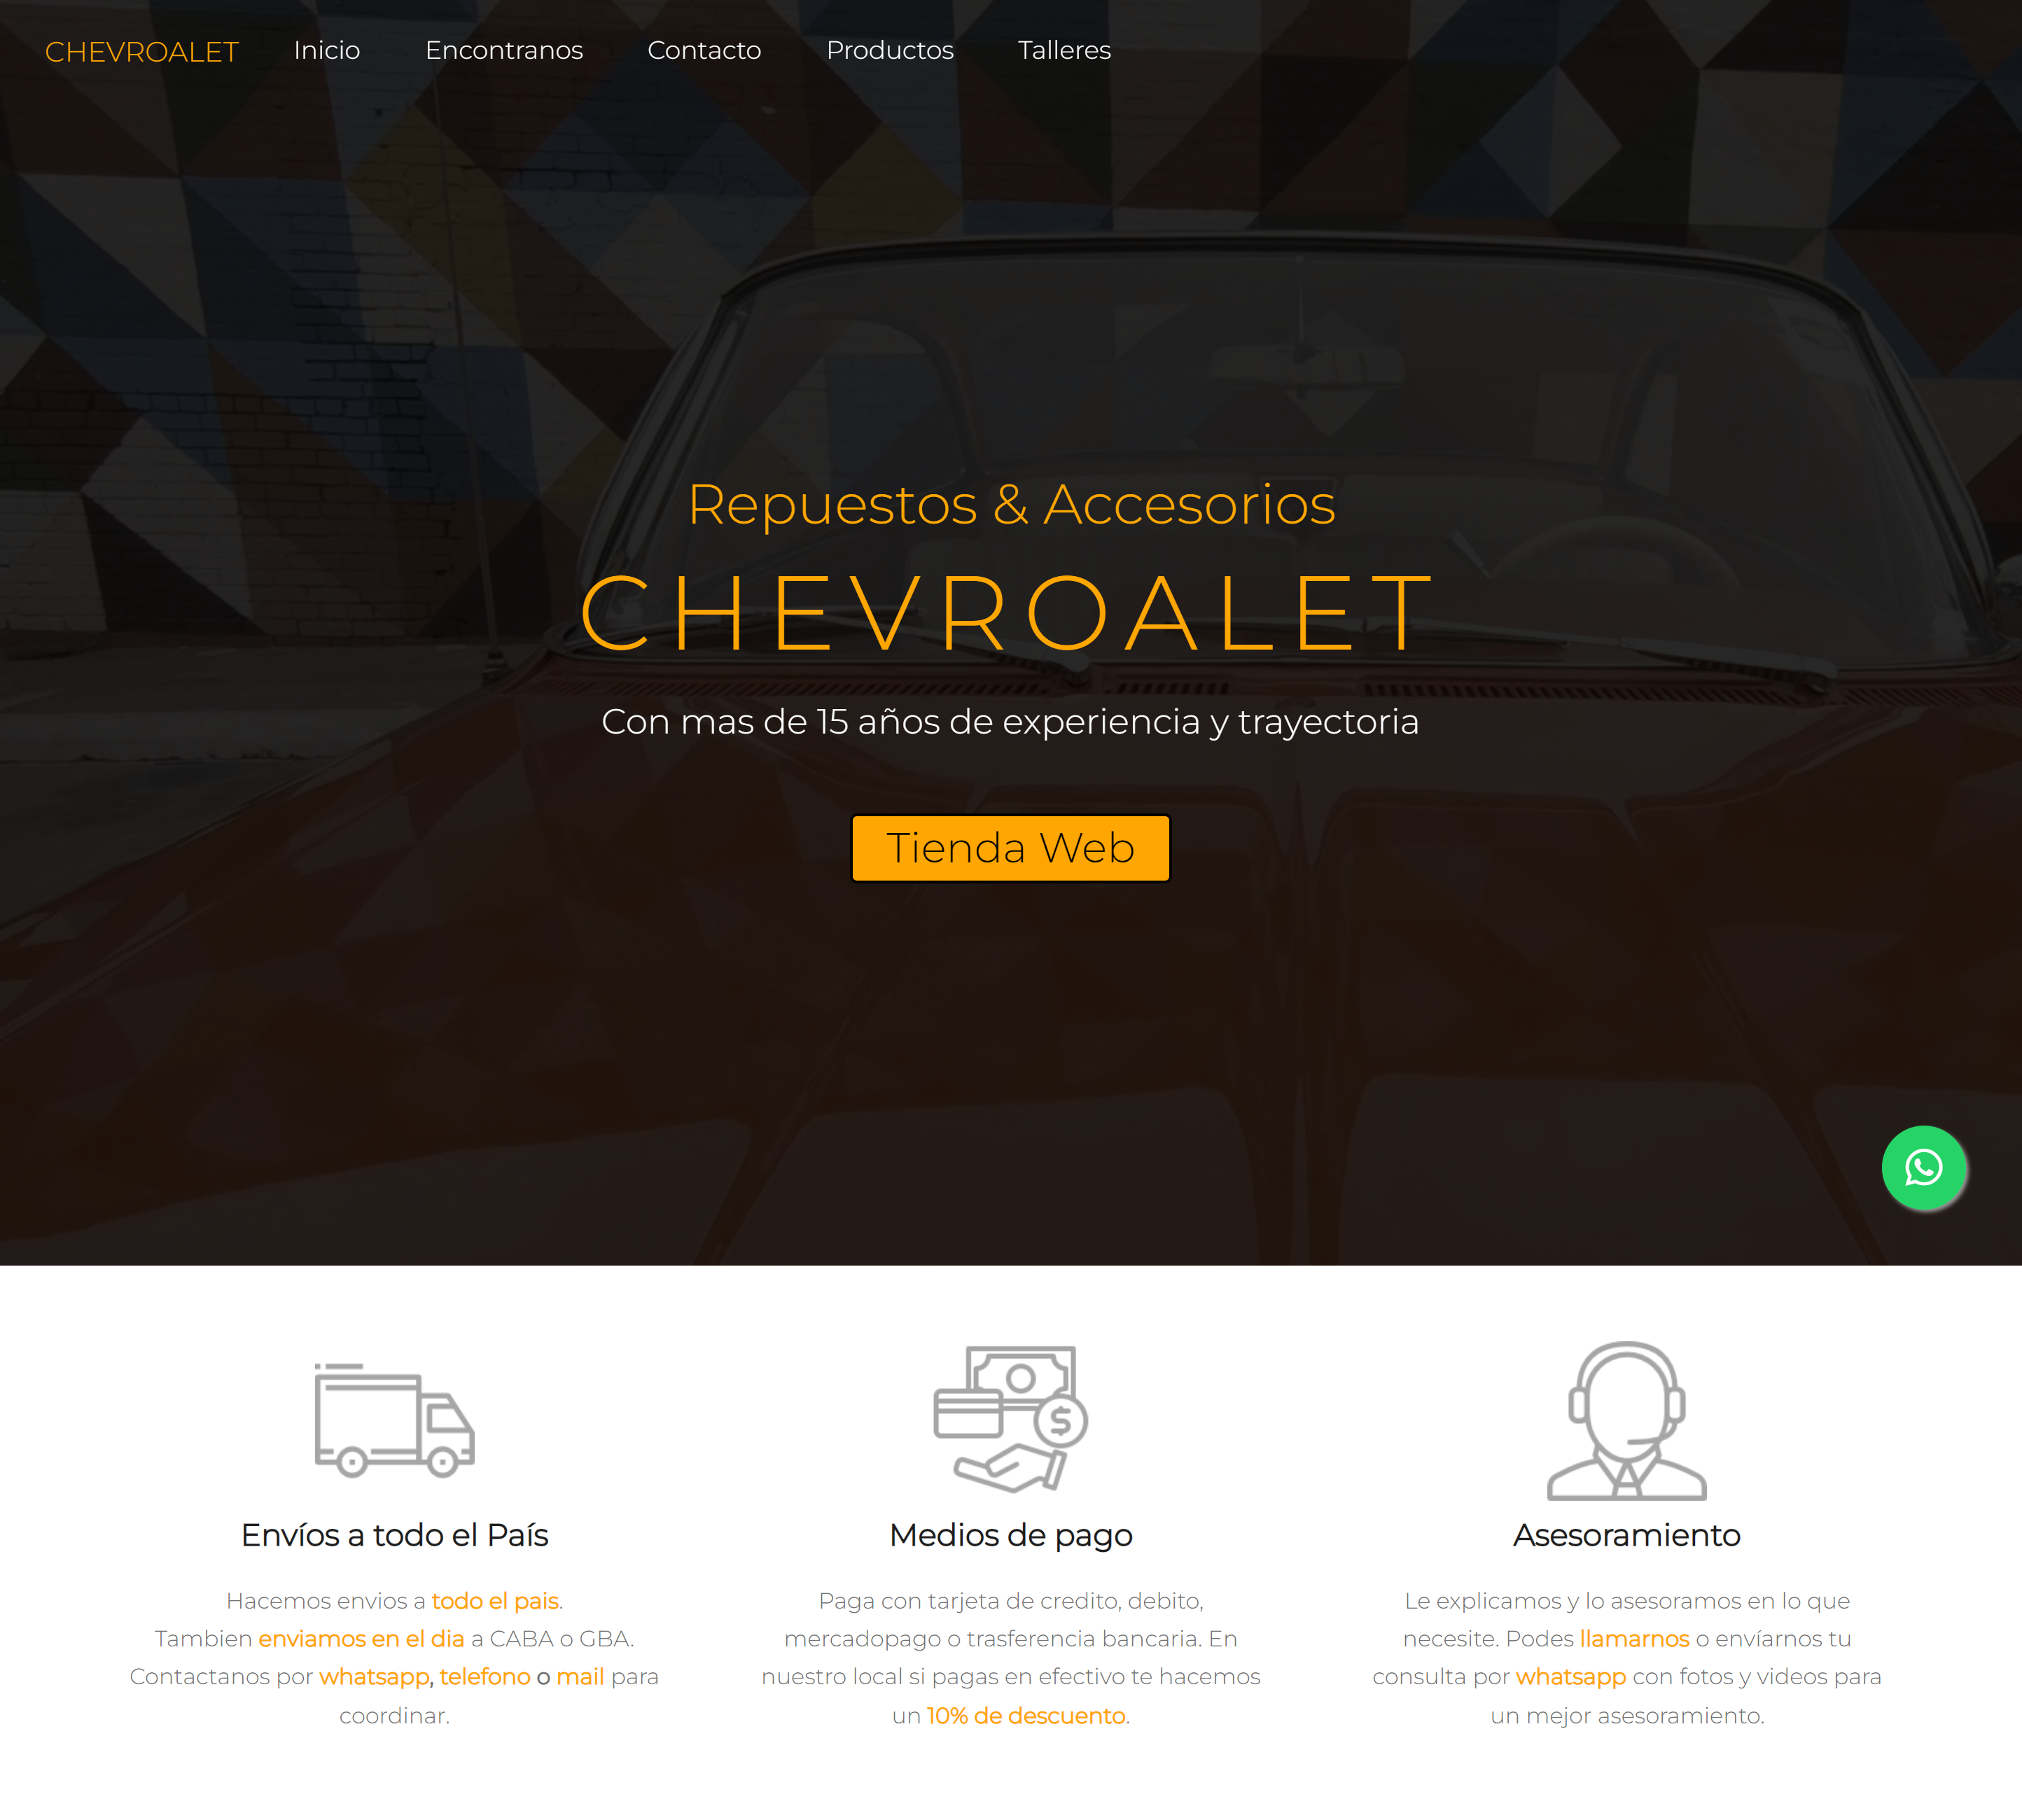 CHEVROALET Inicio Encontranos Contacto Productos Talleres
Repuestos & Accesorios
CHEVROALET
Con mas de 15 años de experiencia y trayectoria
Tienda Web
Envíos a todo el País
Hacemos envios a todo el pais.
Tambien enviamos en el dia a CABA o GBA.
Contactanos por whatsapp, telefono o mail para
coordinar.
Medios de pago
Paga con tarjeta de credito, debito,
mercadopago o trasferencia bancaria. En
nuestro local si pagas en efectivo te hacemos
un 10% de descuento.
Asesoramiento
Le explicamos y lo asesoramos en lo que
necesite. Podes llamarnos o envíarnos tu
consulta por whatsapp con fotos y videos para
un mejor asesoramiento.